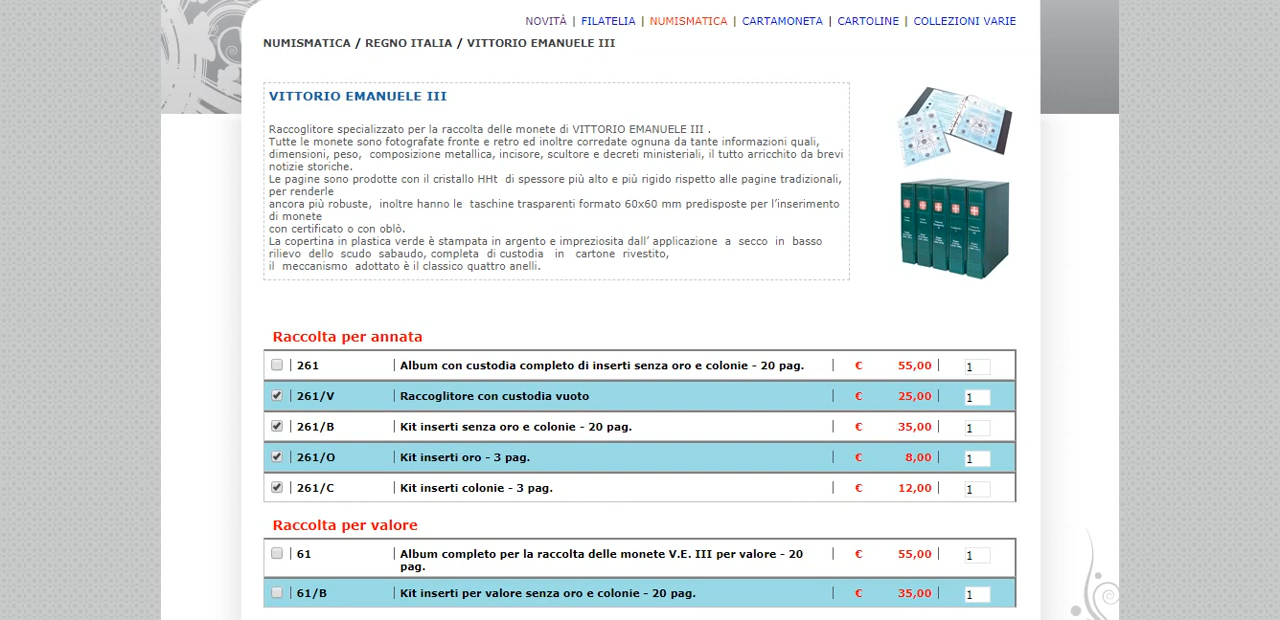 NOVITÀ | FILATELIA | NUMISMATICA | CARTAMONETA | CARTOLINE | COLLEZIONI VARIE
NUMISMATICA / REGNO ITALIA / VITTORIO EMANUELE III
VITTORIO EMANUELE III
Raccoglitore specializzato per la raccolta delle monete di VITTORIO EMANUELE III .
Tutte le monete sono fotografate fronte e retro ed inoltre corredate ognuna da tante informazioni quali,
dimensioni, peso, composizione metallica, incisore, scultore e decreti ministeriali, il tutto arricchito da brevi
notizie storiche.
Le pagine sono prodotte con il cristallo HHt di spessore più alto e più rigido rispetto alle pagine tradizionali,
per renderle
ancora più robuste, inoltre hanno le taschine trasparenti formato 60x60 mm predisposte per l’inserimento
di monete
con certificato o con oblò.
La copertina in plastica verde è stampata in argento e impreziosita dall’ applicazione a secco in basso
rilievo dello scudo sabaudo, completa di custodia in cartone rivestito,
il meccanismo adottato è il classico quattro anelli.
Raccolta per annata
| 261 | Album con custodia completo di inserti senza oro e colonie - 20 pag. | € 55,00 | 1
| 261/V | Raccoglitore con custodia vuoto | € 25,00 | 1
| 261/B | Kit inserti senza oro e colonie - 20 pag. | € 35,00 | 1
| 261/O | Kit inserti oro - 3 pag. | € 8,00 | 1
| 261/C | Kit inserti colonie - 3 pag. | € 12,00 | 1
Raccolta per valore
| 61 | Album completo per la raccolta delle monete V.E. III per valore - 20 | € 55,00 | 1
pag.
| 61/B | Kit inserti per valore senza oro e colonie - 20 pag. | € 35,00 | 1